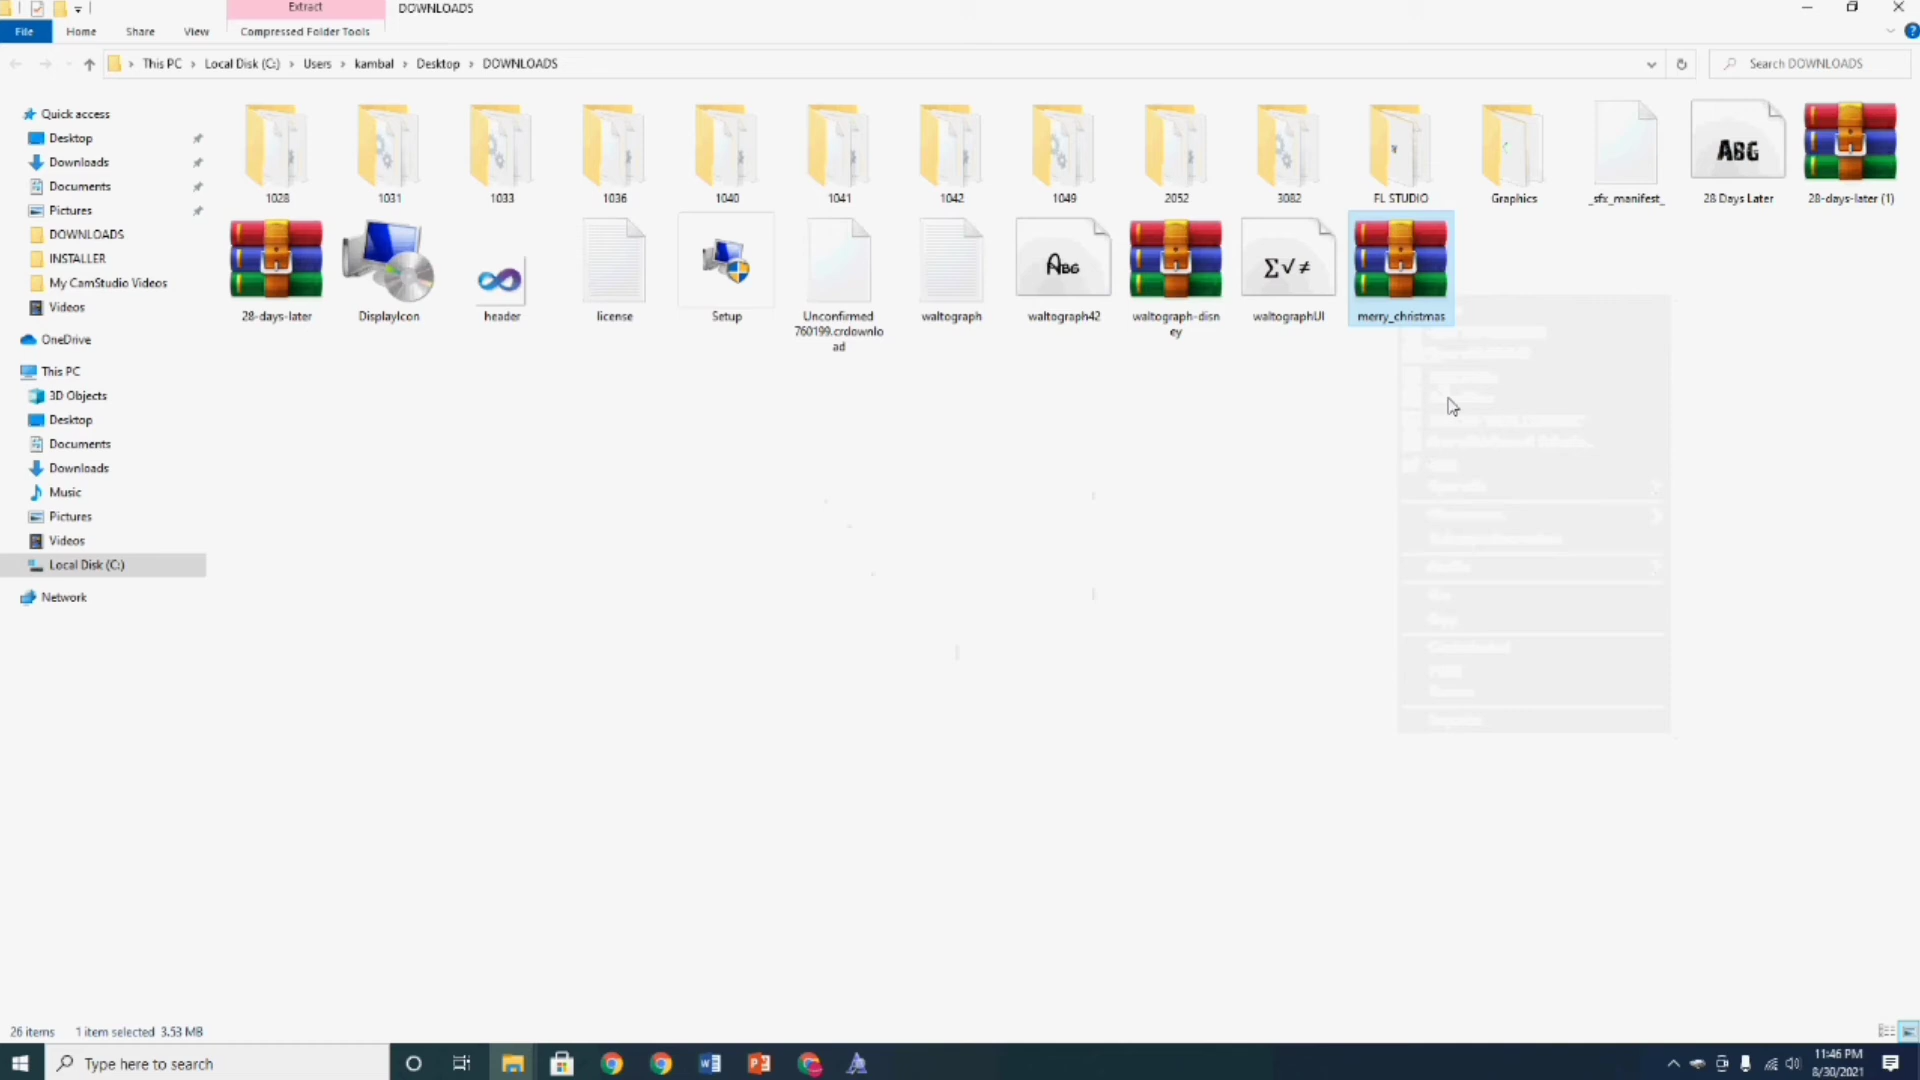 Extract
DOWNLOADS
File
Home
Share
View
Compressed Folder Tools
This PC > Local Disk (C:) > Users > kambal > Desktop > DOWNLOADS
Search DOWNLOADS
Quick access
Desktop
Downloads
Documents
Pictures
DOWNLOADS
INSTALLER
My CamStudio Videos
Videos
OneDrive
This PC
3D Objects
Desktop
Documents
Downloads
Music
Pictures
Videos
Local Disk (C:)
Network
1028
1031
1033
1036
1040
1041
1042
1049
2052
3082
FL STUDIO
Graphics
_sfx_manifest_
ABG
28 Days Later
28-days-later (1)
28-days-later
DisplayIcon
header
license
Setup
Unconfirmed
760199.crdownlo
ad
waltograph
ABG
waltograph42
waltograph-disn
ey
Σ√≠
waltographUI
merry_christmas
26 items
1 item selected 3.53 MB
Type here to search
11:46 PM
8/30/2021